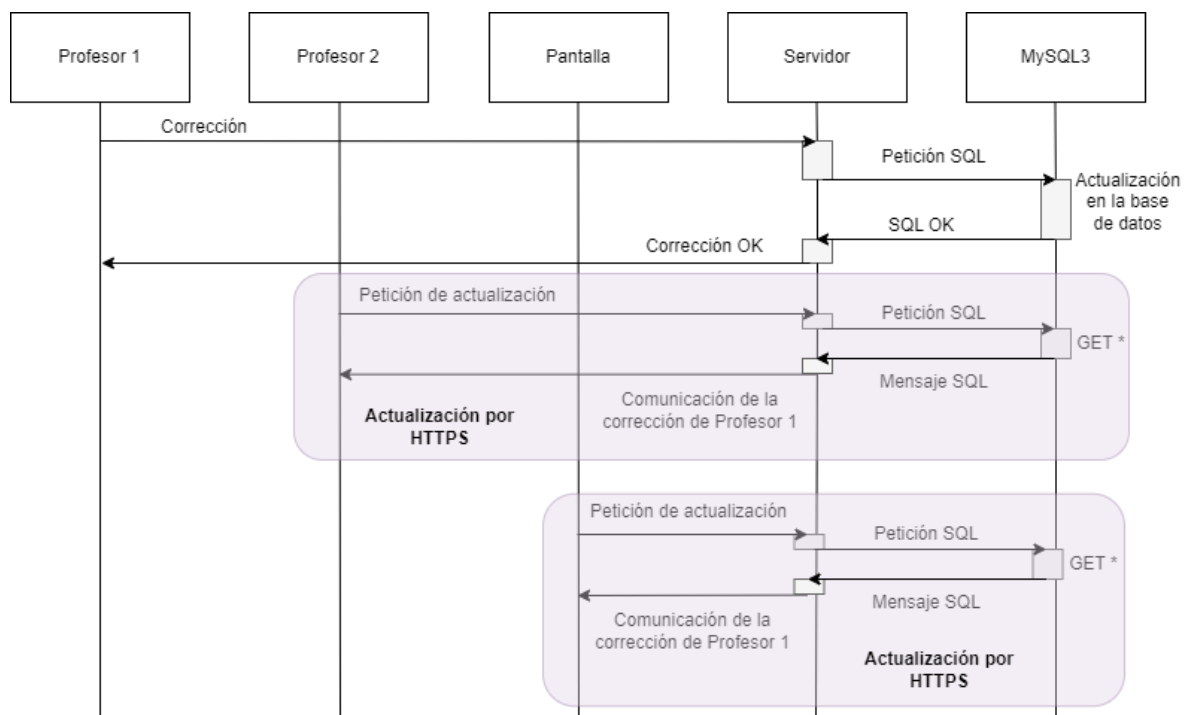 Profesor 1
Profesor 2
Pantalla
Servidor
MySQL3
Corrección
Petición SQL
Actualización
en la base
de datos
SQL OK
Corrección OK
Petición de actualización
Petición SQL
GET *
Mensaje SQL
Comunicación de la
corrección de Profesor 1
Actualización por
HTTPS
Petición de actualización
Petición SQL
GET *
Mensaje SQL
Comunicación de la
corrección de Profesor 1
Actualización por
HTTPS